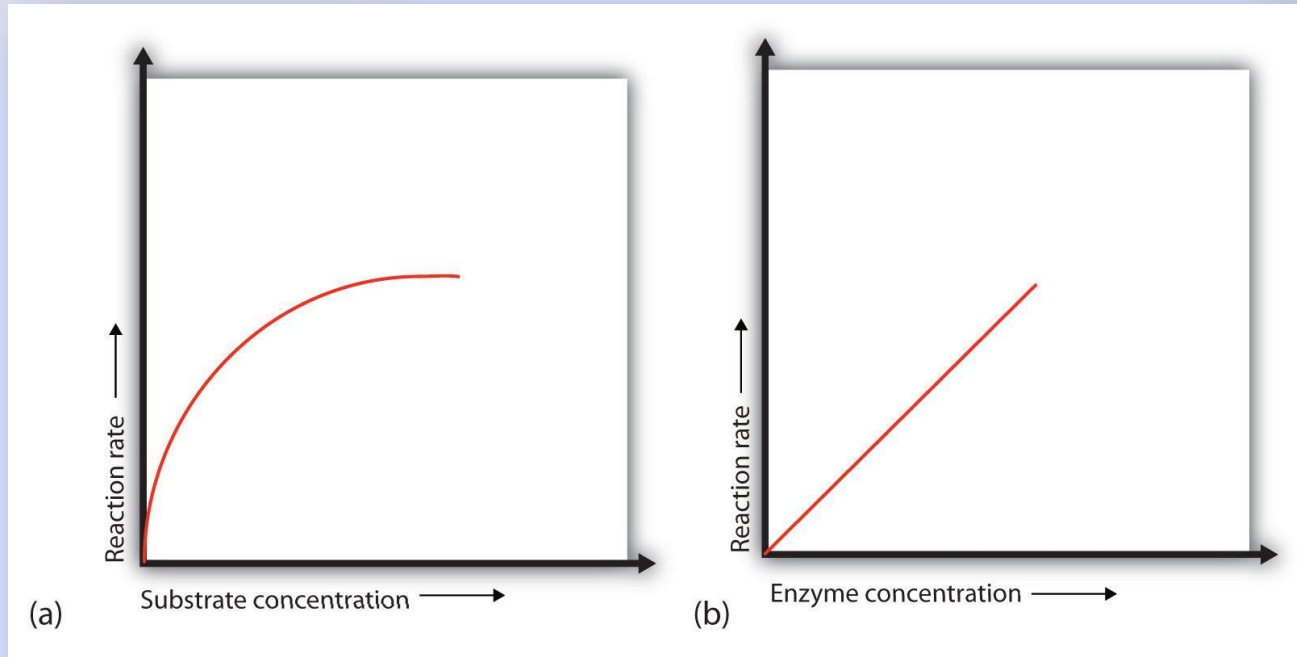 Reaction rate
Substrate concentration
(a)
Reaction rate
Enzyme concentration
(b)